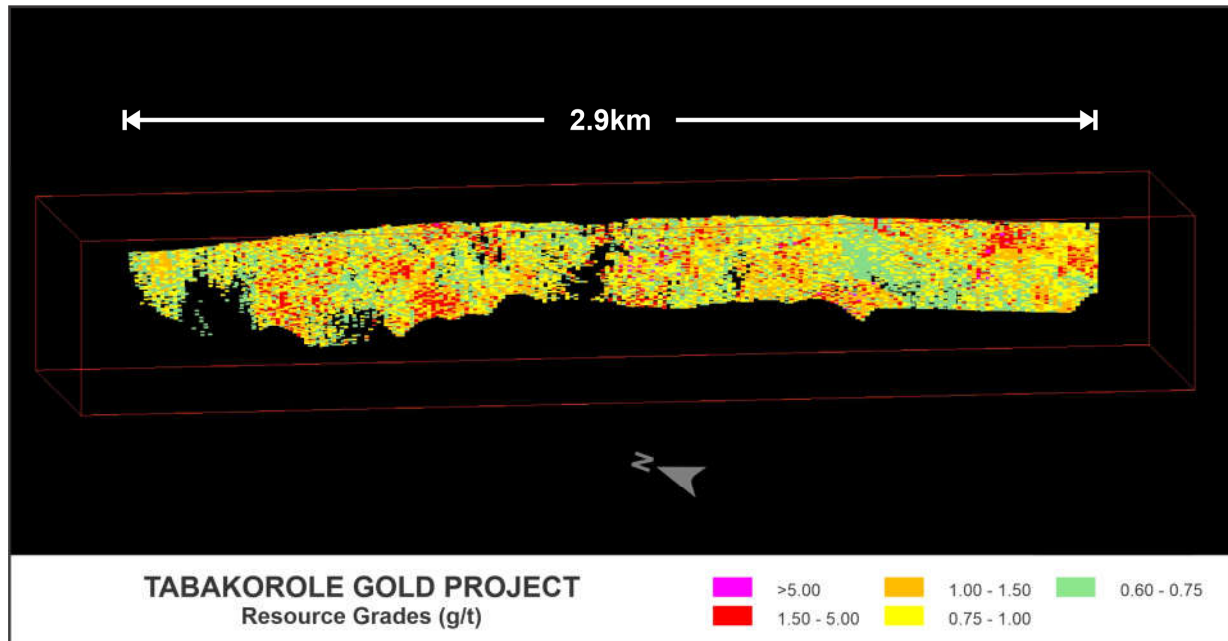 2.9km
N
TABAKOROLE GOLD PROJECT
Resource Grades (g/t)
>5.00
1.00 - 1.50
0.60 - 0.75
1.50 - 5.00
0.75 - 1.00